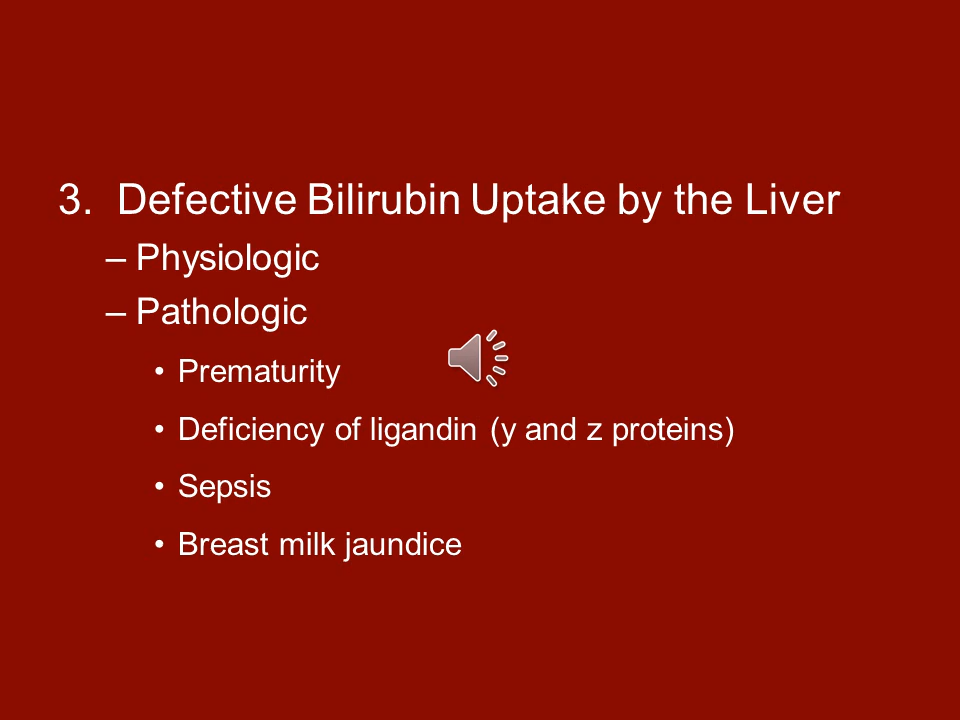 3. Defective Bilirubin Uptake by the Liver
– Physiologic
– Pathologic
• Prematurity
• Deficiency of ligandin (y and z proteins)
• Sepsis
• Breast milk jaundice